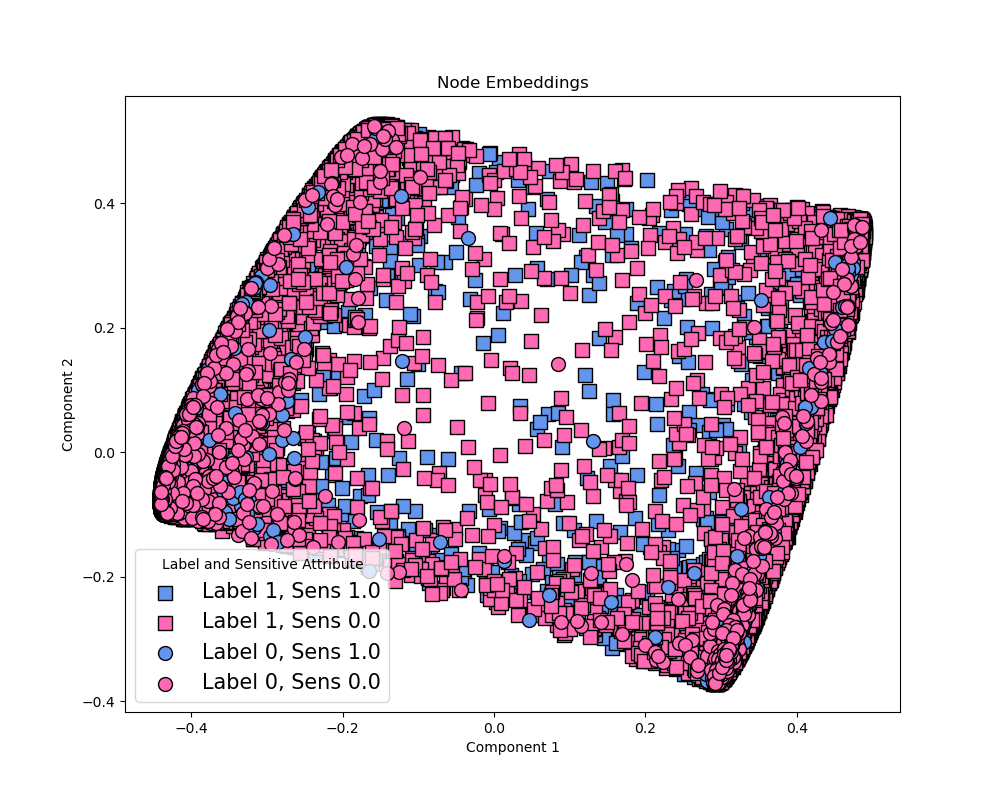 Node Embeddings
Component 2
0.4
0.2
0.0
−0.2
−0.4
Label and Sensitive Attribute
Label 1, Sens 1.0
Label 1, Sens 0.0
Label 0, Sens 1.0
Label 0, Sens 0.0
−0.4 −0.2 0.0 0.2 0.4
Component 1